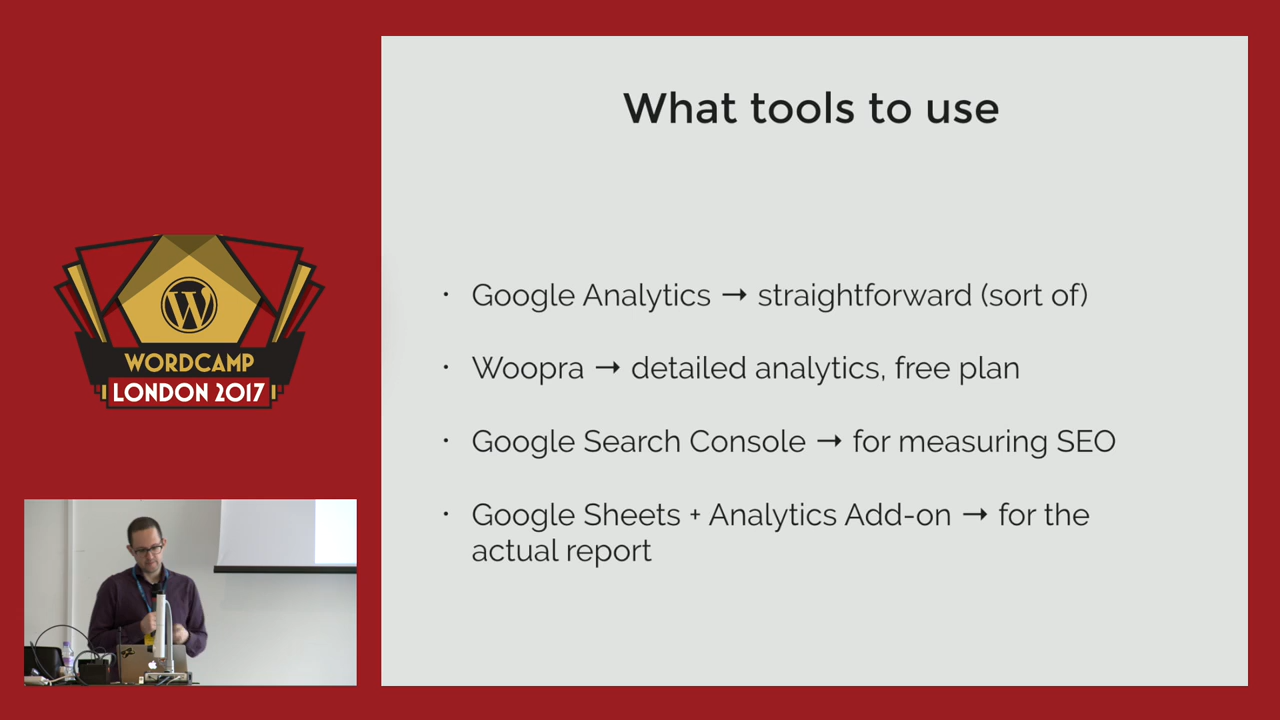 What tools to use
· Google Analytics → straightforward (sort of)
· Woopra → detailed analytics, free plan
· Google Search Console → for measuring SEO
· Google Sheets + Analytics Add-on → for the
actual report
WORDCAMP
LONDON 2017